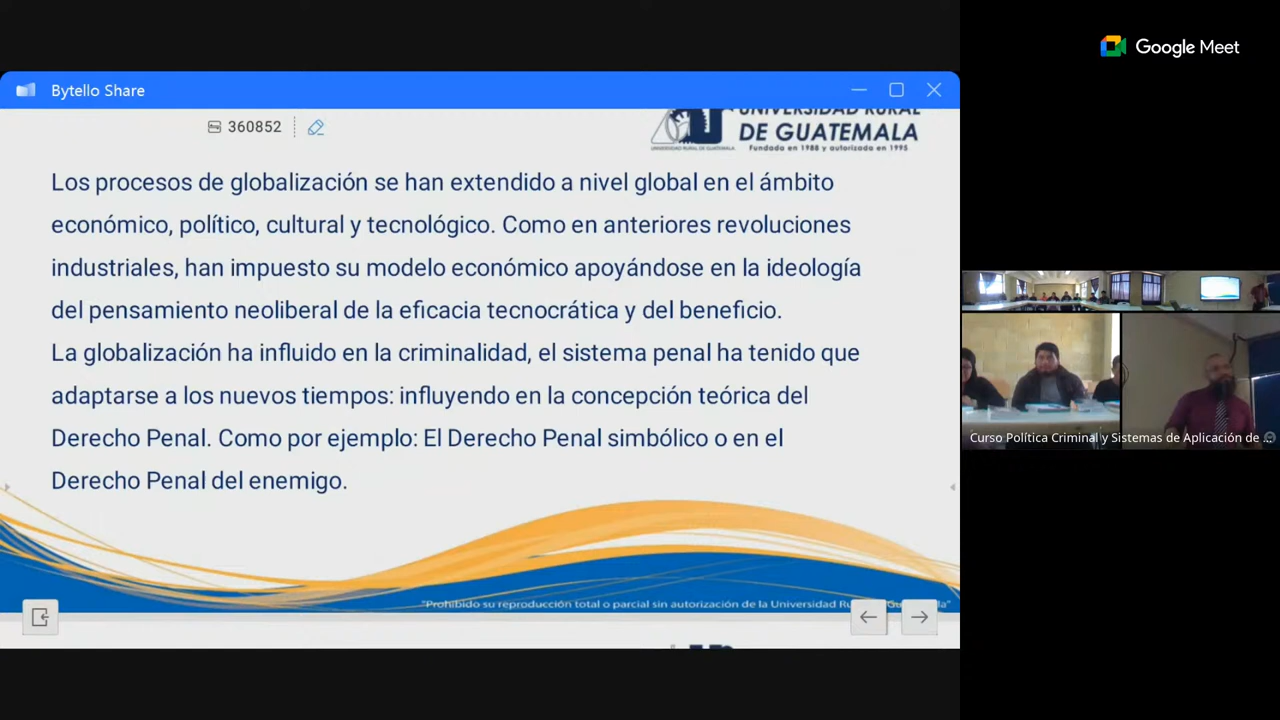 Google Meet
Bytello Share
360852
UNIVERSIDAD RURAL
DE GUATEMALA
Fundada en 1988 y autorizada en 1995
Los procesos de globalización se han extendido a nivel global en el ámbito
económico, político, cultural y tecnológico. Como en anteriores revoluciones
industriales, han impuesto su modelo económico apoyándose en la ideología
del pensamiento neoliberal de la eficacia tecnocrática y del beneficio.
La globalización ha influido en la criminalidad, el sistema penal ha tenido que
adaptarse a los nuevos tiempos: influyendo en la concepción teórica del
Derecho Penal. Como por ejemplo: El Derecho Penal simbólico o en el
Derecho Penal del enemigo.
Curso Política Criminal y Sistemas de Aplicación de ...
"Prohibido su reproducción total o parcial sin autorización de la Universidad